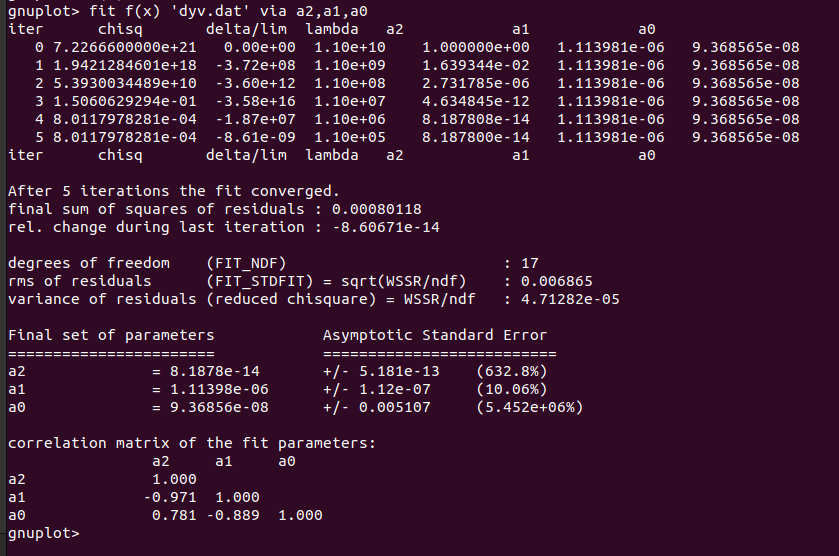 gnuplot> fit f(x) 'dyv.dat' via a2,a1,a0
iter      chisq       delta/lim  lambda   a2            a1            a0
   0 7.2266600000e+21   0.00e+00  1.10e+10    1.000000e+00   1.113981e-06   9.368565e-08
   1 1.9421284601e+18  -3.72e+08  1.10e+09    1.639344e-02   1.113981e-06   9.368565e-08
   2 5.3930034489e+10  -3.60e+12  1.10e+08    2.731785e-06   1.113981e-06   9.368565e-08
   3 1.5060629294e-01  -3.58e+16  1.10e+07    4.634845e-12   1.113981e-06   9.368565e-08
   4 8.0117978281e-04  -1.87e+07  1.10e+06    8.187808e-14   1.113981e-06   9.368565e-08
   5 8.0117978281e-04  -8.61e-09  1.10e+05    8.187800e-14   1.113981e-06   9.368565e-08
iter      chisq       delta/lim  lambda   a2            a1            a0

After 5 iterations the fit converged.
final sum of squares of residuals : 0.00080118
rel. change during last iteration : -8.60671e-14

degrees of freedom    (FIT_NDF)                        : 17
rms of residuals      (FIT_STDFIT) = sqrt(WSSR/ndf)    : 0.006865
variance of residuals (reduced chisquare) = WSSR/ndf   : 4.71282e-05

Final set of parameters            Asymptotic Standard Error
=======================            ==========================
a2              = 8.1878e-14       +/- 5.181e-13    (632.8%)
a1              = 1.11398e-06      +/- 1.12e-07     (10.06%)
a0              = 9.36856e-08      +/- 0.005107     (5.452e+06%)

correlation matrix of the fit parameters:
                a2     a1     a0
a2              1.000
a1             -0.971  1.000
a0              0.781 -0.889  1.000
gnuplot>